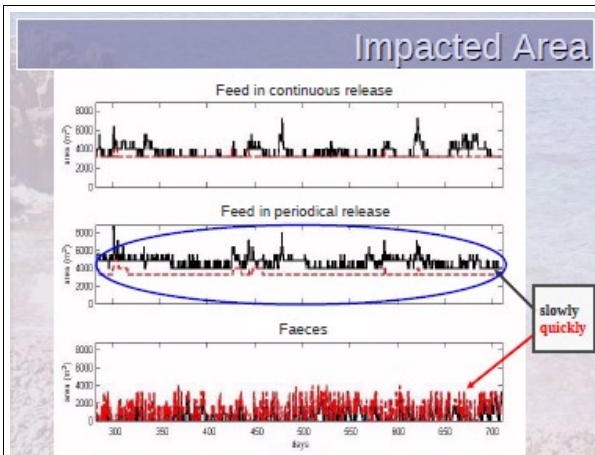 Impacted Area
Feed in continuous release
8000
6000
4000
2000
0
area (m²)
Feed in periodical release
8000
6000
4000
2000
0
area (m²)
slowly
quickly
Faeces
8000
6000
4000
2000
0
area (m²)
300 350 400 450 500 550 600 650 700
days